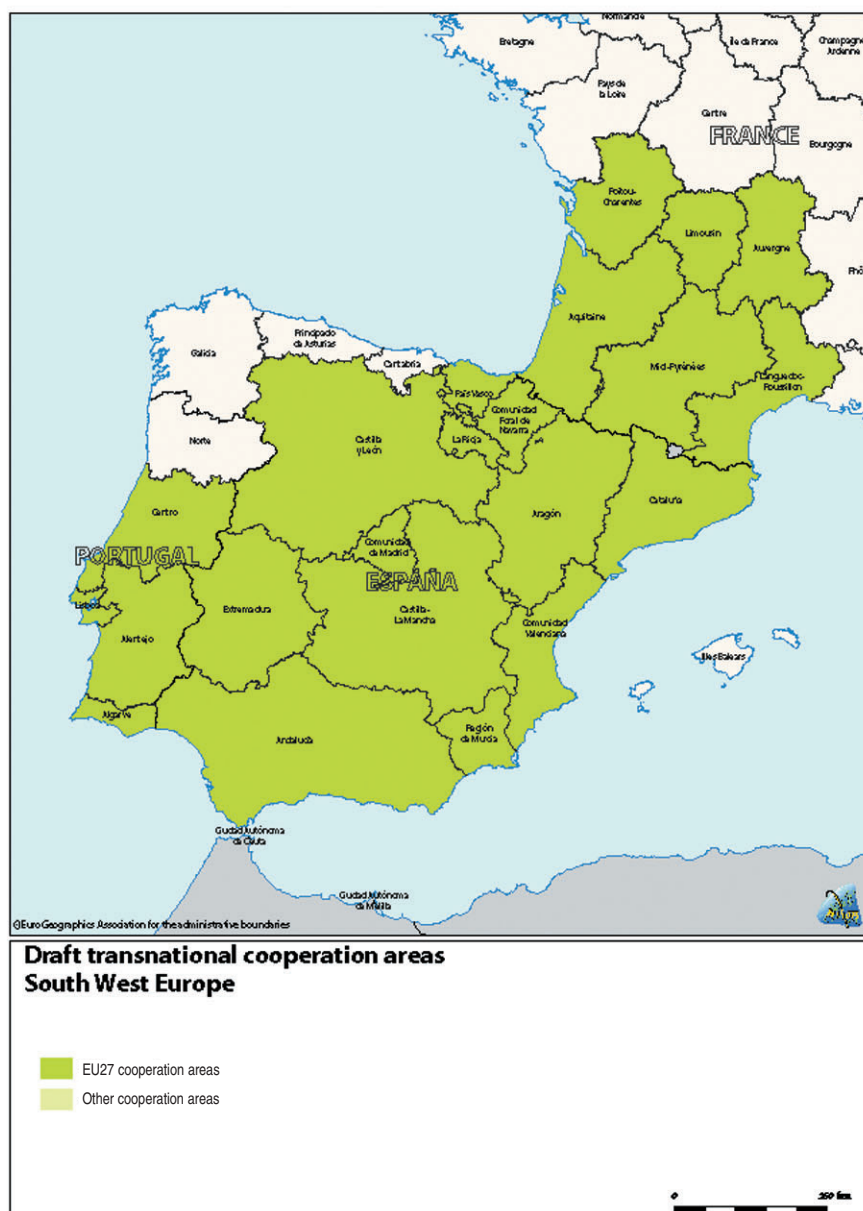 Normandie
Île de France
Champagne-
Ardenne
Bretagne
Pays de
la Loire
Centre
FRANCE
Bourgogne
Poitou-
Charentes
Limousin
Auvergne
Rhô
Aquitaine
Galicia
Principado
de Asturias
Cantabria
Mid-Pyrénées
Languedoc-
Roussillon
País Vasco
Comunidad
Foral de
Navarra
La Rioja
Norte
Castilla
y León
Cataluña
Aragón
Centro
Comunidad
de Madrid
PORTUGAL
ESPÁÑA
Lisboa
Extremadura
Castilla-
La Mancha
Comunidad
Valenciana
Alentejo
Illes Balears
Algarve
Andalucía
Región
de Murcia
Ciudad Autónoma
de Ceuta
Ciudad Autónoma
de Melilla
©EuroGeographics Association for the administrative boundaries
Draft transnational cooperation areas
South West Europe
EU27 cooperation areas
Other cooperation areas
0 250 km